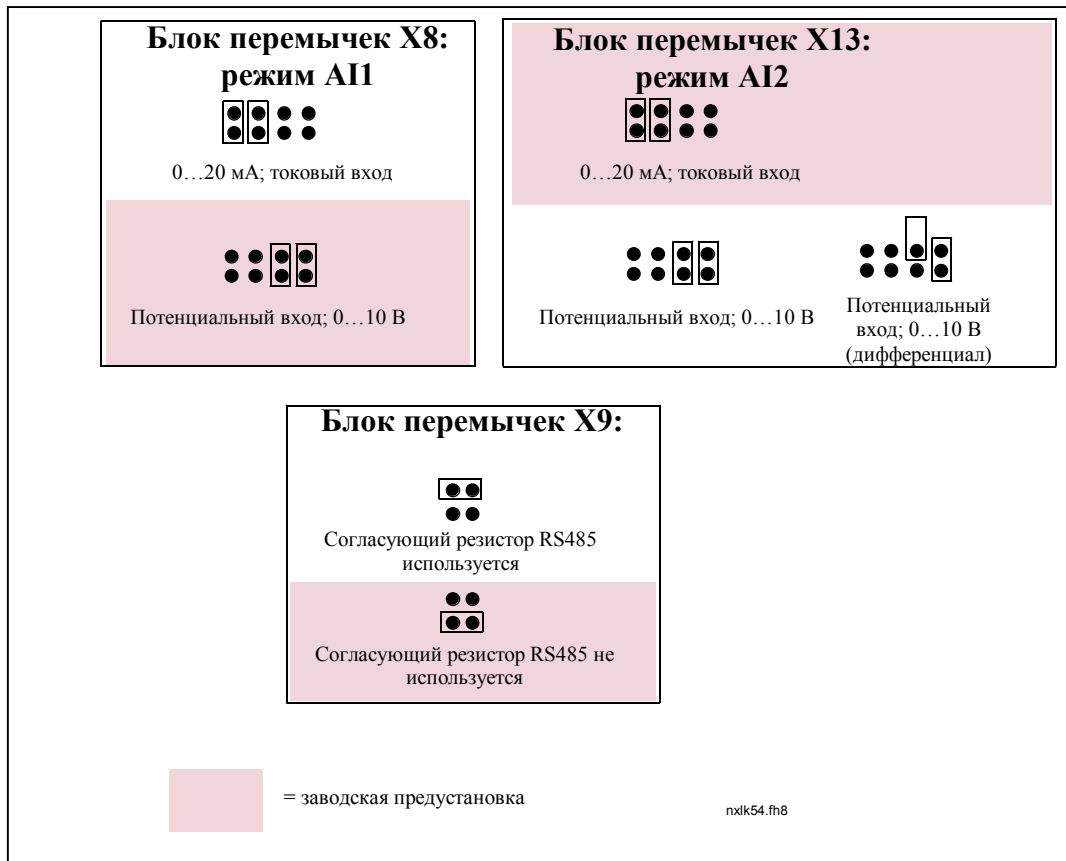 Блок перемычек X8:
режим AI1
0…20 мА; токовый вход
Потенциальный вход; 0…10 В
Блок перемычек X13:
режим AI2
0…20 мА; токовый вход
Потенциальный вход; 0…10 В
Потенциальный
вход; 0…10 В
(дифференциал)
Блок перемычек X9:
Согласующий резистор RS485
используется
Согласующий резистор RS485 не
используется
= заводская предустановка
nxlk54.fh8